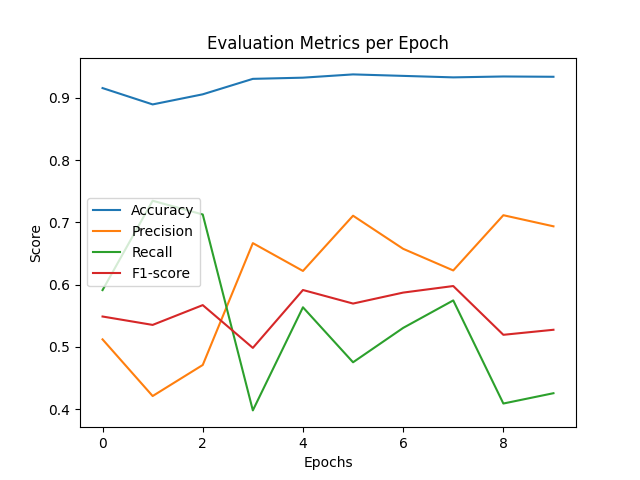 Evaluation Metrics per Epoch
Score
0.9
0.8
0.7
0.6
0.5
0.4
Accuracy
Precision
Recall
F1-score
0 2 4 6 8
Epochs